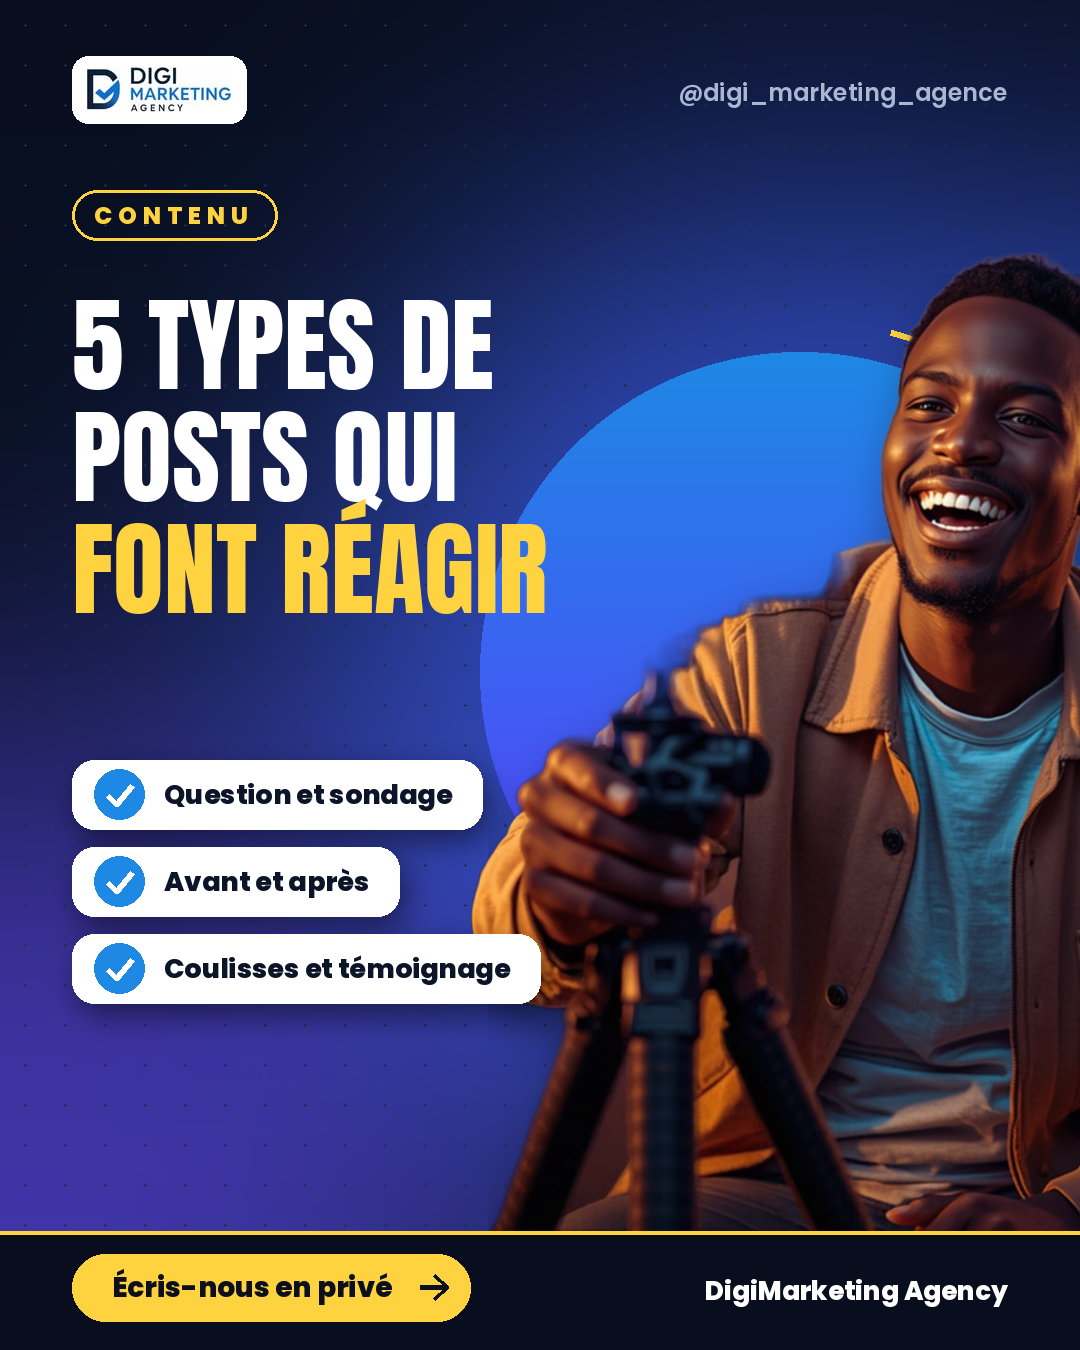 DIGI
MARKETING
AGENCY
@digi_marketing_agence
CONTENU
5 TYPES DE
POSTS QUI
FONT RÉAGIR
Question et sondage
Avant et après
Coulisses et témoignage
Écris-nous en privé
DigiMarketing Agency